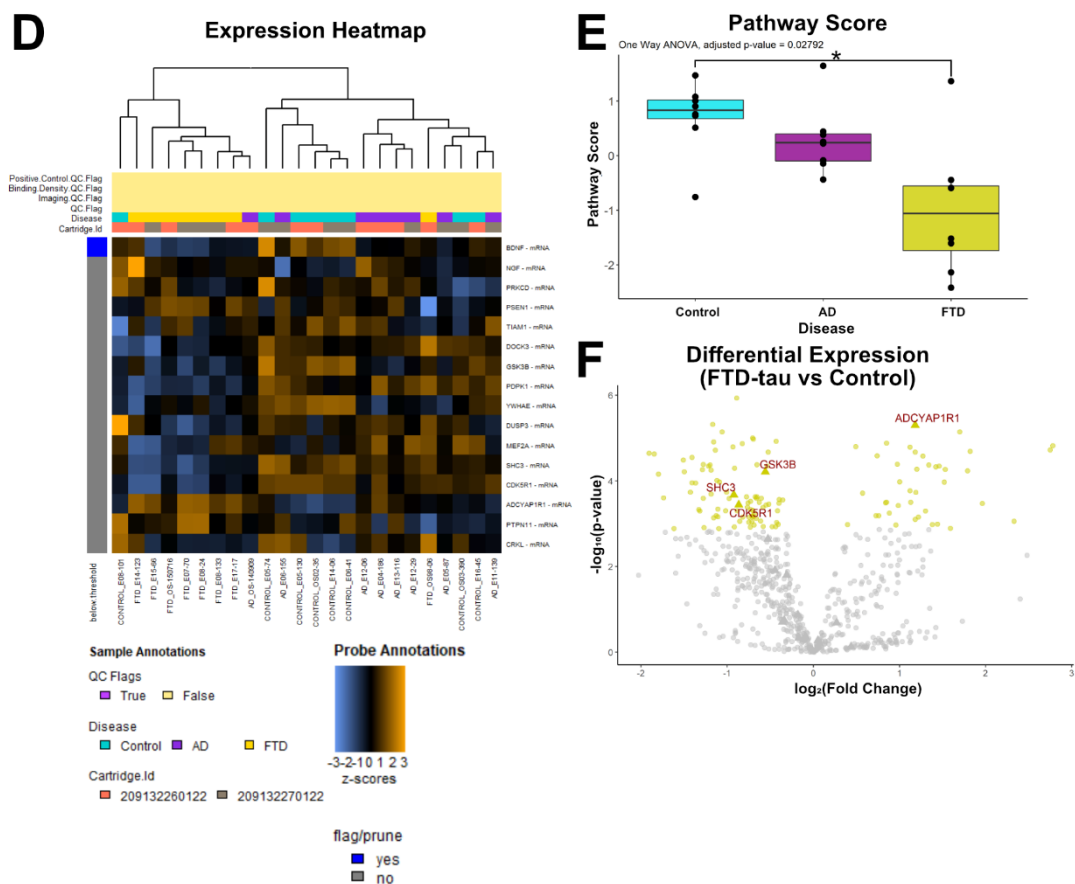 D
Expression Heatmap
Positive.Control.QC.Flag
Binding.Density.QC.Flag
Imaging.QC.Flag
QC.Flag
Disease
Cartridge.Id
BDNF - mRNA
NGF - mRNA
PRKCD - mRNA
PSEN1 - mRNA
TIAM1 - mRNA
DOCK3 - mRNA
GSK3B - mRNA
PDPK1 - mRNA
YWHAE - mRNA
DUSP3 - mRNA
MEF2A - mRNA
SHC3 - mRNA
CDK5R1 - mRNA
ADCYAP1R1 - mRNA
PTPN11 - mRNA
CRKL - mRNA
below.threshold
CONTROL_E06-101
FTD_E14-123
FTD_E15-66
FTD_OS-150716
FTD_E07-70
FTD_E08-24
FTD_E06-133
FTD_E17-17
AD_OS-140909
CONTROL_E05-74
AD_E06-155
CONTROL_E05-130
CONTROL_OS02-35
CONTROL_E14-06
CONTROL_E06-41
AD_E12-06
AD_E04-186
AD_E13-116
AD_E12-29
FTD_OS98-06
AD_E05-87
CONTROL_OS03-390
CONTROL_E16-45
AD_E11-139
Sample Annotations
QC Flags
True False
Disease
Control AD FTD
Cartridge.Id
209132260122 209132270122
Probe Annotations
-3-2-10 1 2 3
z-scores
flag/prune
yes
no
E
Pathway Score
One Way ANOVA, adjusted p-value = 0.02792
*
Pathway Score
1
0
-1
-2
Control AD FTD
Disease
F
Differential Expression
(FTD-tau vs Control)
-log₁₀(p-value)
6
4
2
0
ADCYAP1R1
GSK3B
SHC3
CDK5R1
-2 -1 0 1 2 3
log₂(Fold Change)